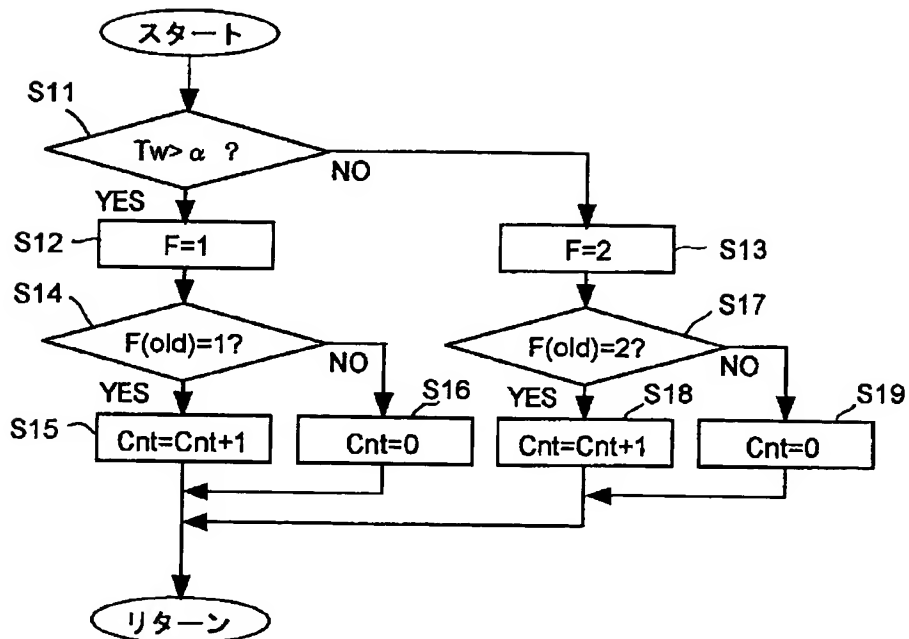 スタート
S11
Tw> α ?
NO
YES
S12
F=1
F=2
S13
S14
F(old)=1?
NO
S17
F(old)=2?
NO
YES
S16
YES
S18
S19
S15
Cnt=Cnt+1
Cnt=0
Cnt=Cnt+1
Cnt=0
リターン